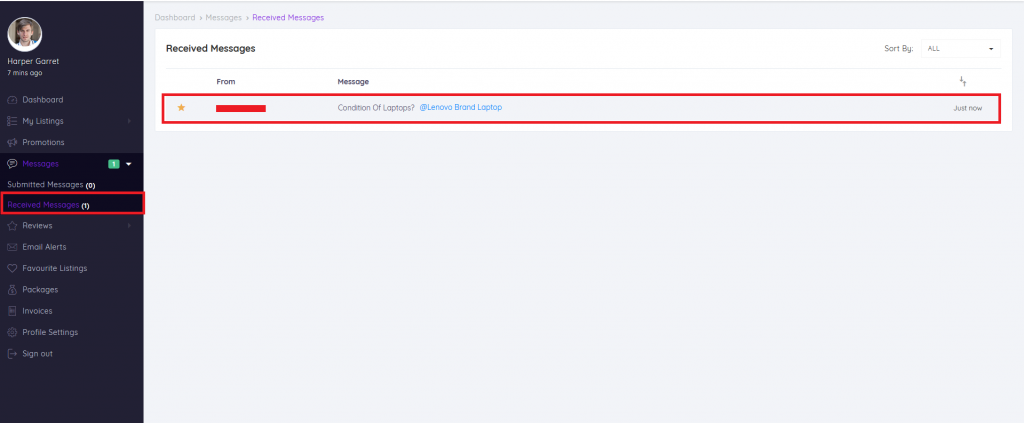 Harper Garret
7 mins ago
Dashboard
My Listings
Promotions
Messages 1
Submitted Messages (0)
Received Messages (1)
Reviews
Email Alerts
Favourite Listings
Packages
Invoices
Profile Settings
Sign out
Dashboard › Messages › Received Messages
Received Messages
Sort By: ALL
From Message
Condition Of Laptops? @Lenovo Brand Laptop Just now